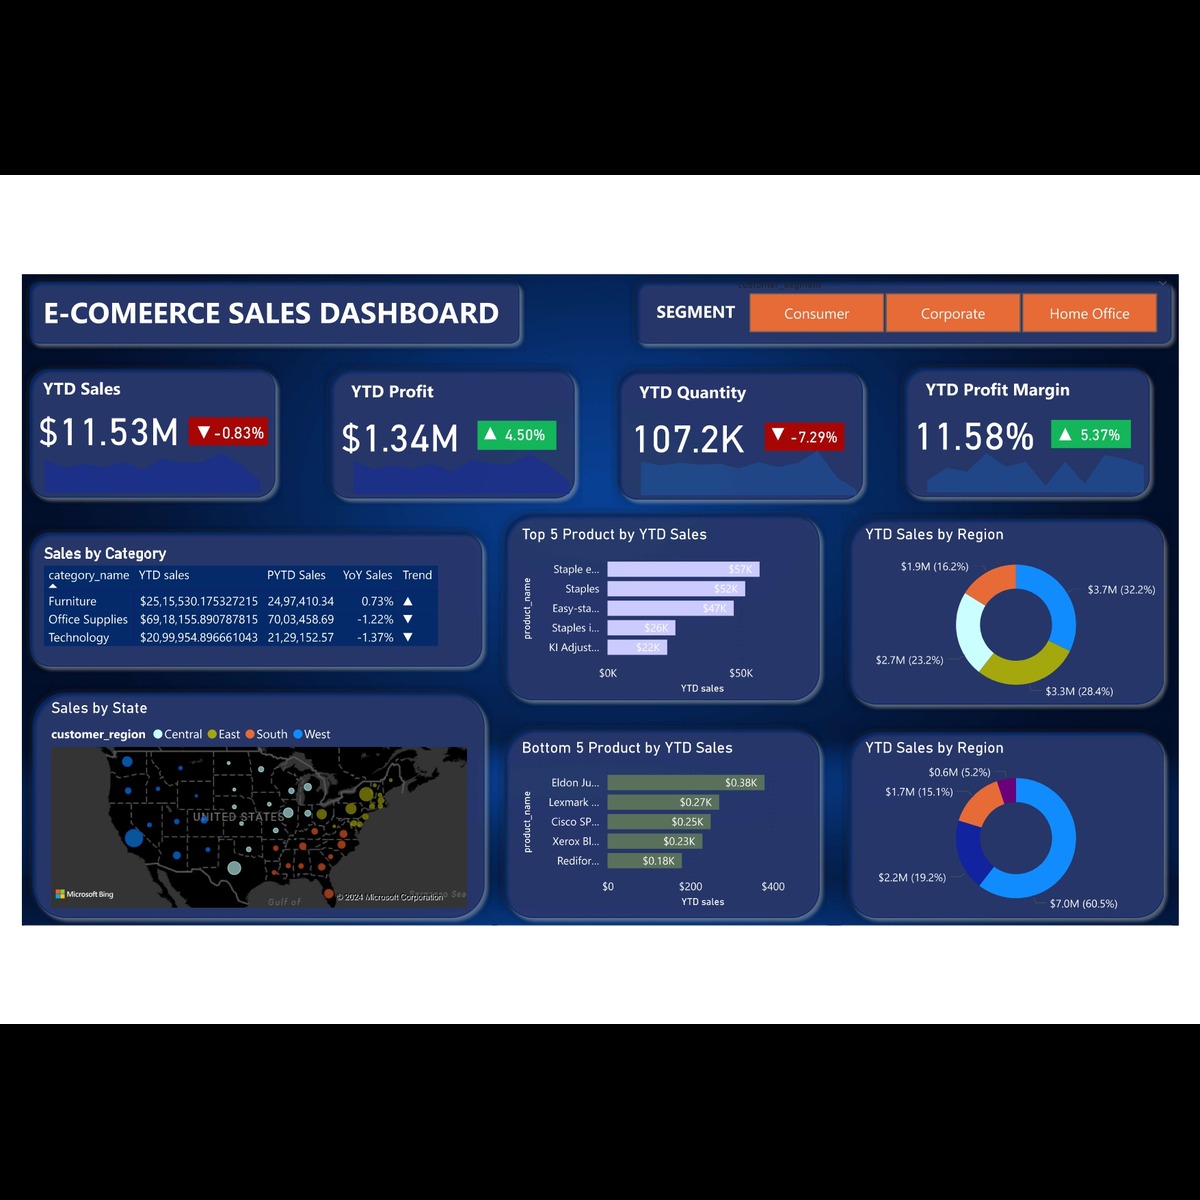 customer_segment
E-COMEERCE SALES DASHBOARD
SEGMENT
Consumer
Corporate
Home Office
YTD Sales
$11.53M
▼ -0.83%
YTD Profit
$1.34M
▲ 4.50%
YTD Quantity
107.2K
▼ -7.29%
YTD Profit Margin
11.58%
▲ 5.37%
Sales by Category
category_name YTD sales PYTD Sales YoY Sales Trend
Furniture $25,15,530.175327215 24,97,410.34 0.73% ▲
Office Supplies $69,18,155.890787815 70,03,458.69 -1.22% ▼
Technology $20,99,954.896661043 21,29,152.57 -1.37% ▼
Top 5 Product by YTD Sales
product_name
Staple e... $57K
Staples $52K
Easy-sta... $47K
Staples i... $26K
KI Adjust... $22K
$0K $50K
YTD sales
YTD Sales by Region
$1.9M (16.2%)
$3.7M (32.2%)
$2.7M (23.2%)
$3.3M (28.4%)
Sales by State
customer_region Central East South West
UNITED STATES
Gulf of
Sea
Microsoft Bing
© 2024 Microsoft Corporation
Bottom 5 Product by YTD Sales
product_name
Eldon Ju... $0.38K
Lexmark ... $0.27K
Cisco SP... $0.25K
Xerox Bl... $0.23K
Redifor... $0.18K
$0 $200 $400
YTD sales
YTD Sales by Region
$0.6M (5.2%)
$1.7M (15.1%)
$2.2M (19.2%)
$7.0M (60.5%)